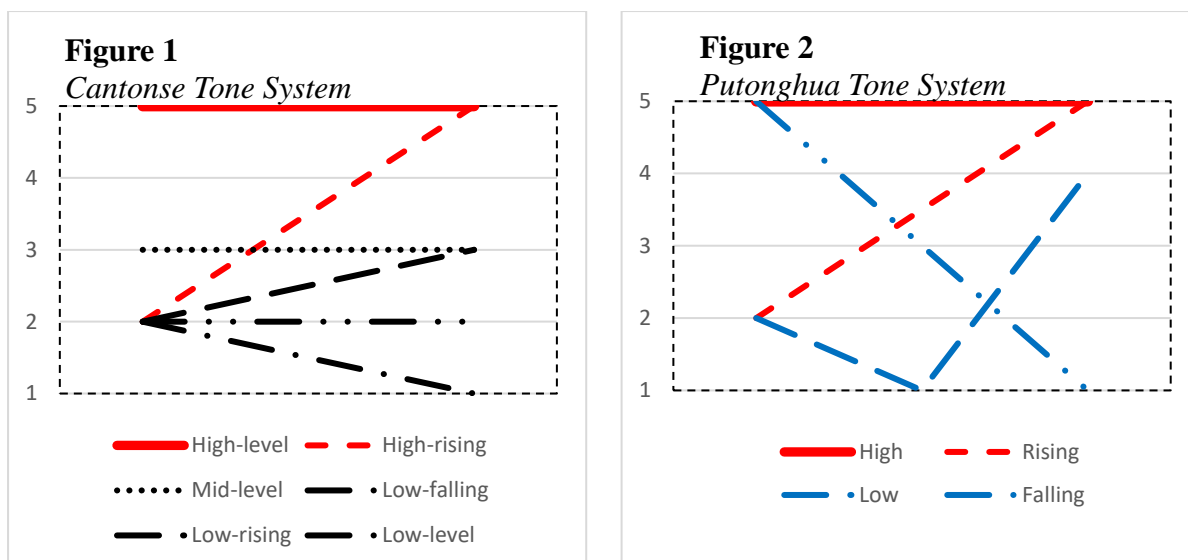 Figure 1
Cantonse Tone System
5
4
3
2
1
High-level High-rising
Mid-level Low-falling
Low-rising Low-level
Figure 2
Putonghua Tone System
5
4
3
2
1
High Rising
Low Falling